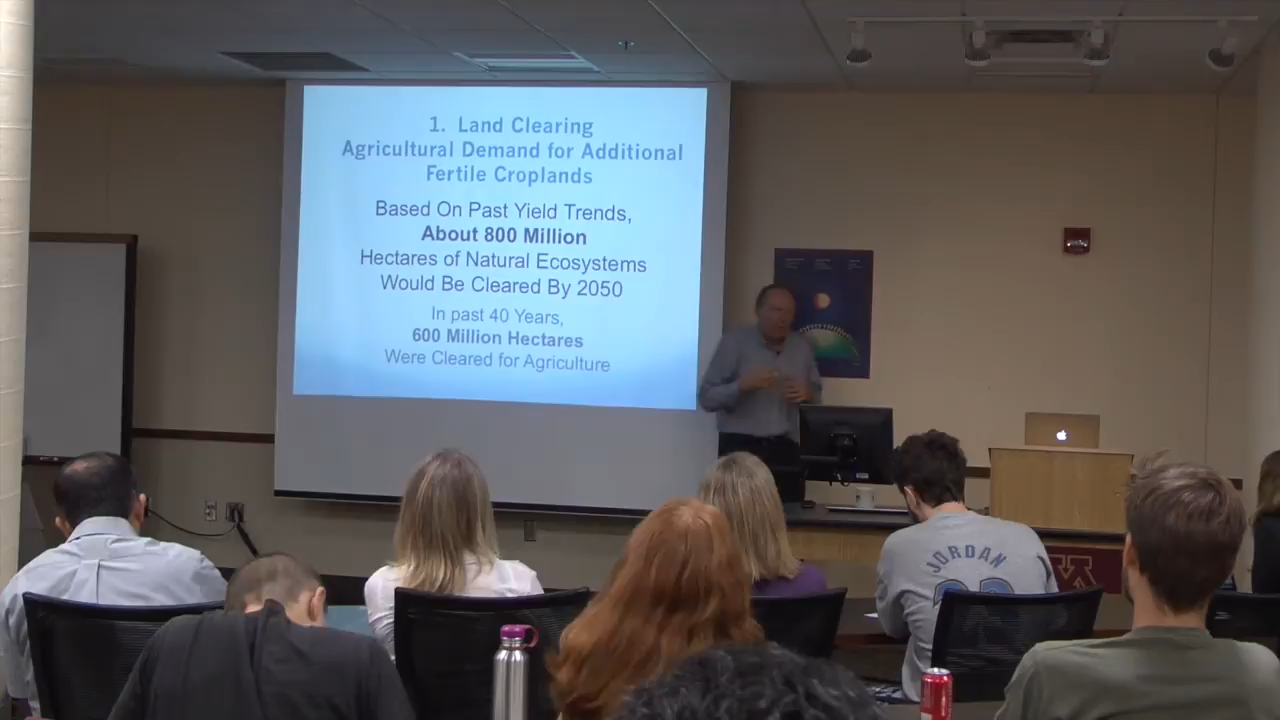 1. Land Clearing
Agricultural Demand for Additional
Fertile Croplands
Based On Past Yield Trends,
About 800 Million
Hectares of Natural Ecosystems
Would Be Cleared By 2050
In past 40 Years,
600 Million Hectares
Were Cleared for Agriculture
JORDAN
M